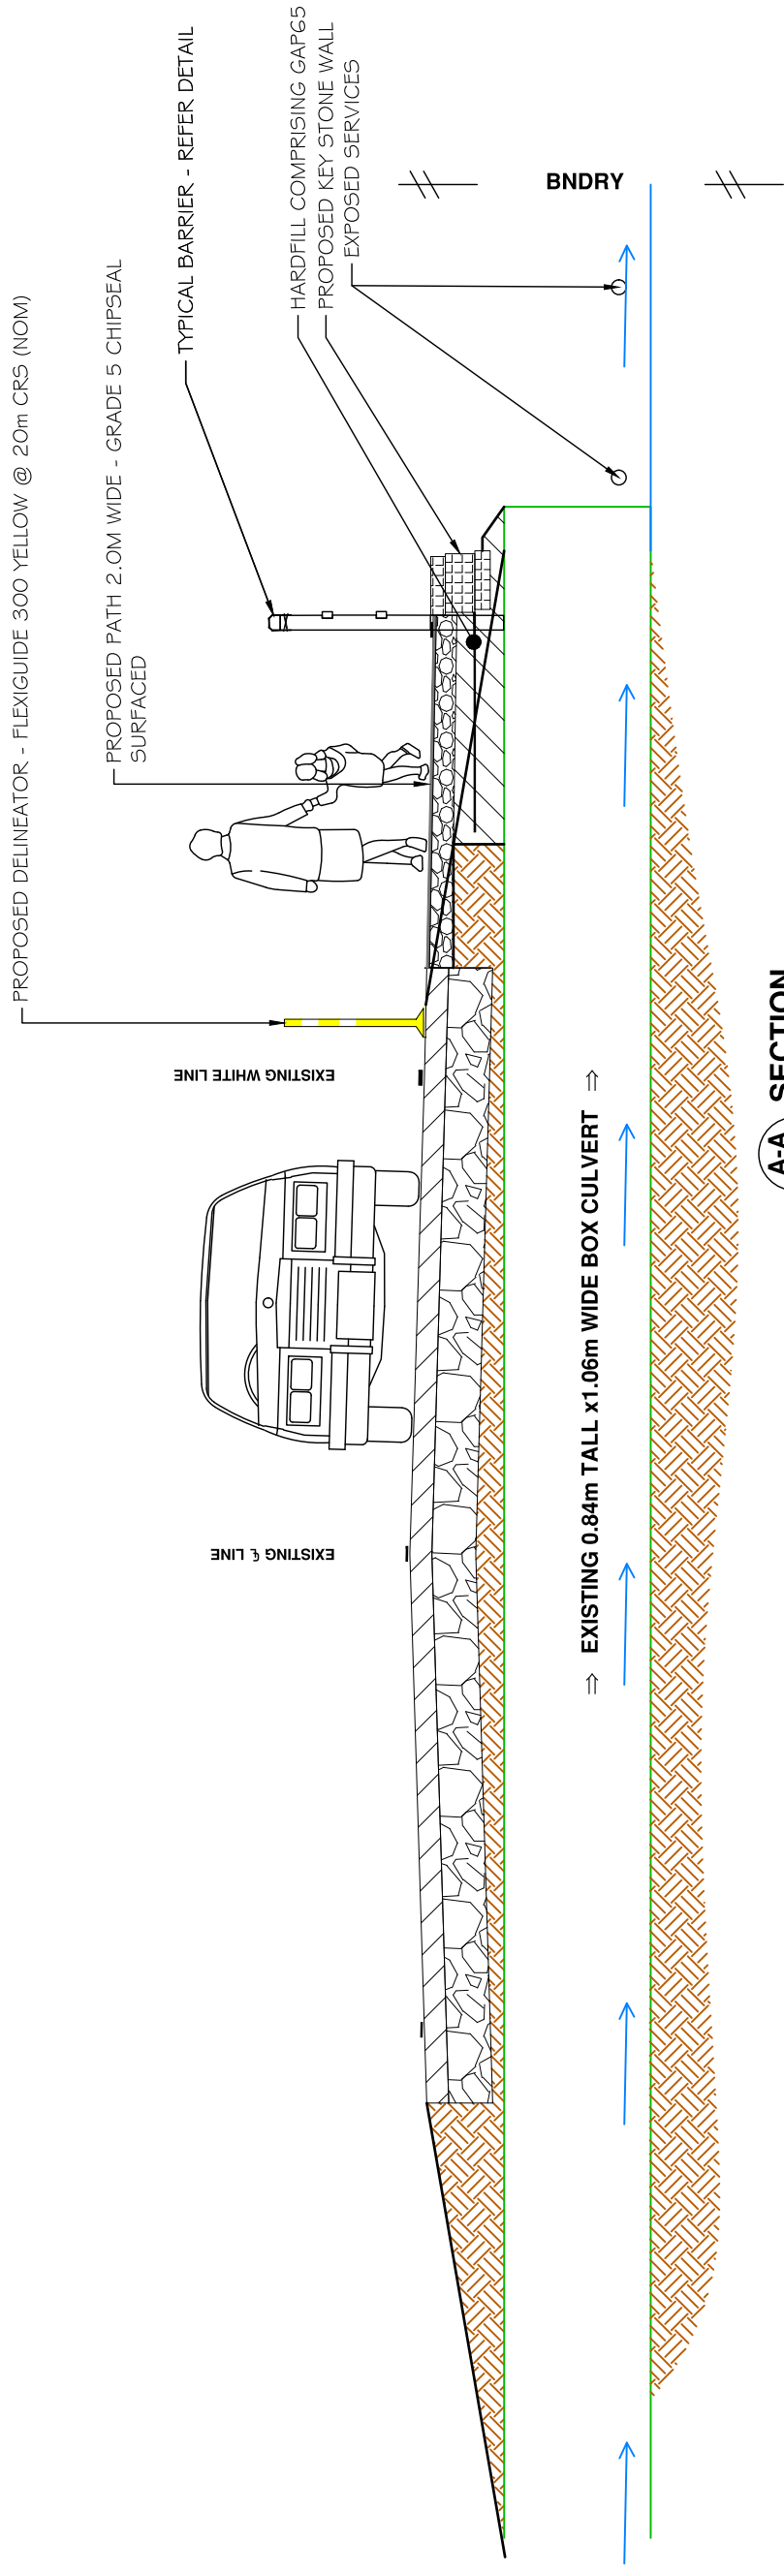 PROPOSED DELINEATOR - FLEXIGUIDE 300 YELLOW @ 20m CRS (NOM)
PROPOSED PATH 2.0M WIDE - GRADE 5 CHIPSEAL
SURFACED
TYPICAL BARRIER - REFER DETAIL
HARDFILL COMPRISING GAP65
PROPOSED KEY STONE WALL
EXPOSED SERVICES
BNDRY
EXISTING WHITE LINE
EXISTING ℄ LINE
⇒ EXISTING 0.84m TALL x1.06m WIDE BOX CULVERT ⇒
A-A SECTION